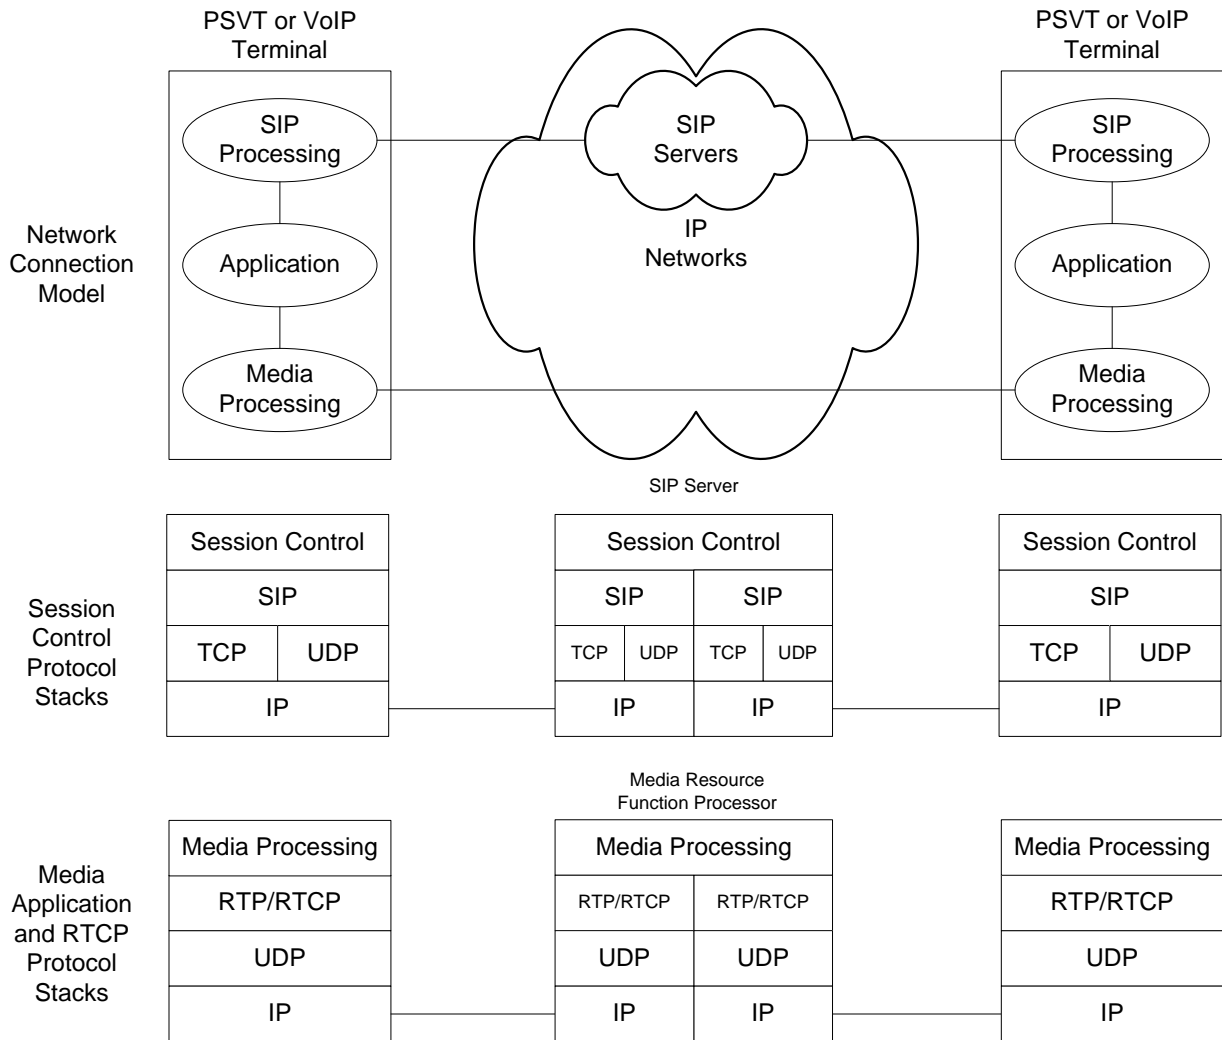 PSVT or VoIP
Terminal
PSVT or VoIP
Terminal
SIP
Processing
SIP
Servers
SIP
Processing
Network
Connection
Model
Application
IP
Networks
Application
Media
Processing
Media
Processing
SIP Server
Session
Control
Protocol
Stacks
Session Control
SIP
TCP
UDP
IP
Session Control
SIP
SIP
TCP
UDP
TCP
UDP
IP
IP
Session Control
SIP
TCP
UDP
IP
Media Resource
Function Processor
Media
Application
and RTCP
Protocol
Stacks
Media Processing
RTP/RTCP
UDP
IP
Media Processing
RTP/RTCP
RTP/RTCP
UDP
UDP
IP
IP
Media Processing
RTP/RTCP
UDP
IP